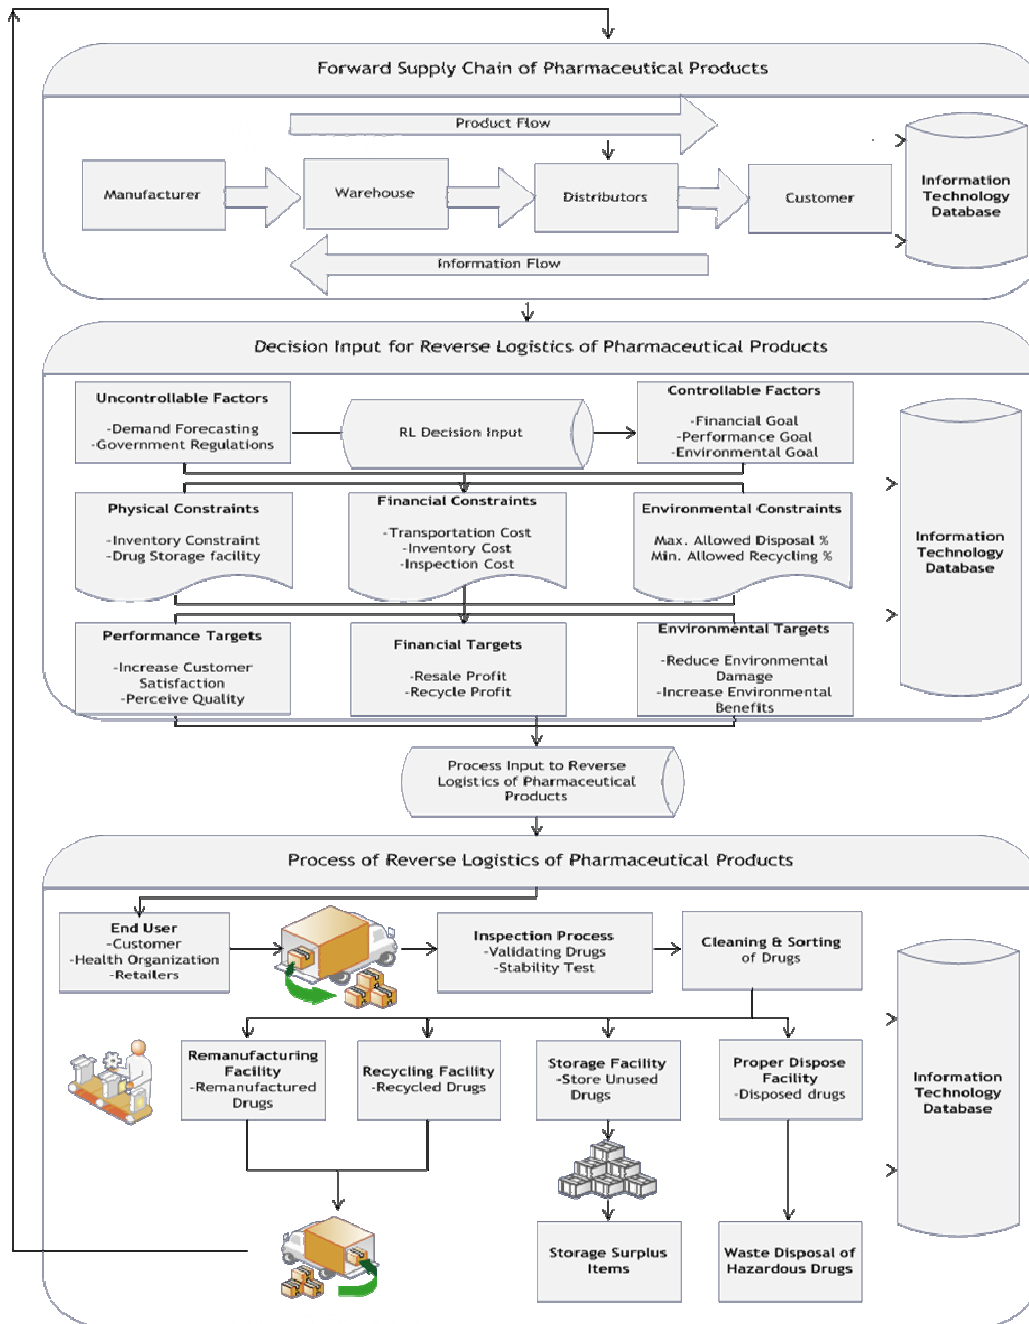 Forward Supply Chain of Pharmaceutical Products
Product Flow
Manufacturer
Warehouse
Distributors
Customer
Information
Technology
Database
Information Flow
Decision Input for Reverse Logistics of Pharmaceutical Products
Uncontrollable Factors
-Demand Forecasting
-Government Regulations
RL Decision Input
Controllable Factors
-Financial Goal
-Performance Goal
-Environmental Goal
Physical Constraints
-Inventory Constraint
-Drug Storage facility
Financial Constraints
-Transportation Cost
-Inventory Cost
-Inspection Cost
Environmental Constraints
Max. Allowed Disposal %
Min. Allowed Recycling %
Information
Technology
Database
Performance Targets
-Increase Customer
Satisfaction
-Perceive Quality
Financial Targets
-Resale Profit
-Recycle Profit
Environmental Targets
-Reduce Environmental
Damage
-Increase Environmental
Benefits
Process Input to Reverse
Logistics of Pharmaceutical
Products
Process of Reverse Logistics of Pharmaceutical Products
End User
-Customer
-Health Organization
-Retailers
Inspection Process
-Validating Drugs
-Stability Test
Cleaning & Sorting
of Drugs
Remanufacturing
Facility
-Remanufactured
Drugs
Recycling Facility
-Recycled Drugs
Storage Facility
-Store Unused
Drugs
Proper Dispose
Facility
-Disposed drugs
Information
Technology
Database
Storage Surplus
Items
Waste Disposal of
Hazardous Drugs